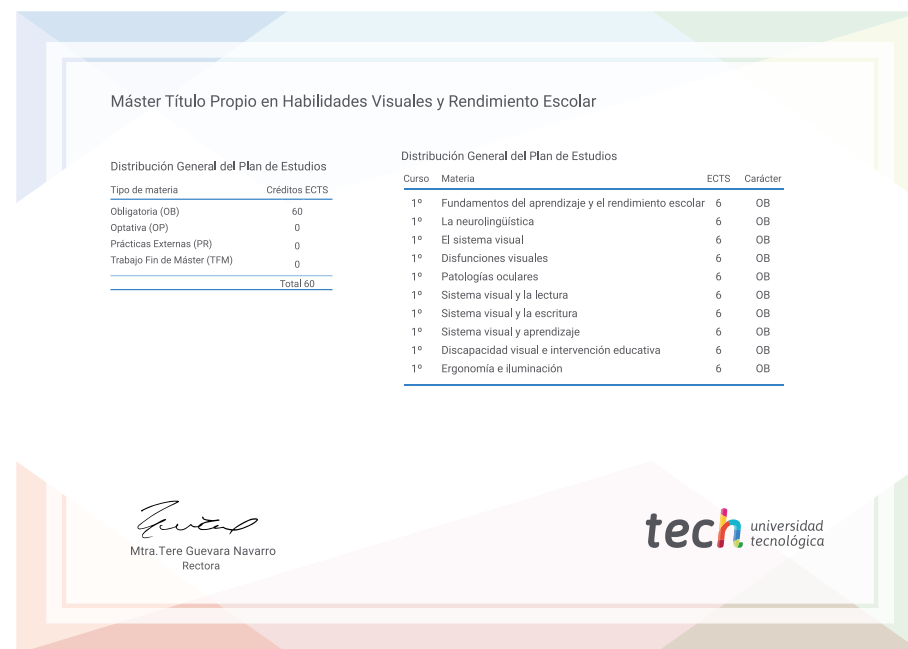 Máster Título Propio en Habilidades Visuales y Rendimiento Escolar
Distribución General del Plan de Estudios
Tipo de materia Créditos ECTS
Obligatoria (OB) 60
Optativa (OP) 0
Prácticas Externas (PR) 0
Trabajo Fin de Máster (TFM) 0
Total 60
Distribución General del Plan de Estudios
Curso Materia ECTS Carácter
1º Fundamentos del aprendizaje y el rendimiento escolar 6 OB
1º La neurolingüística 6 OB
1º El sistema visual 6 OB
1º Disfunciones visuales 6 OB
1º Patologías oculares 6 OB
1º Sistema visual y la lectura 6 OB
1º Sistema visual y la escritura 6 OB
1º Sistema visual y aprendizaje 6 OB
1º Discapacidad visual e intervención educativa 6 OB
1º Ergonomía e iluminación 6 OB
Mtra.Tere Guevara Navarro
Rectora
tech universidad
tecnológica